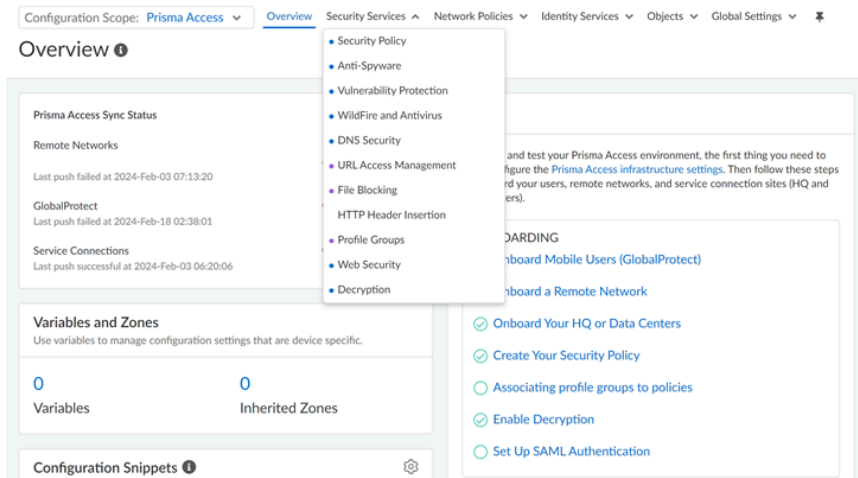 Configuration Scope: Prisma Access
Overview
Security Services
Network Policies
Identity Services
Objects
Global Settings
Overview
Security Policy
Anti-Spyware
Vulnerability Protection
WildFire and Antivirus
DNS Security
URL Access Management
File Blocking
HTTP Header Insertion
Profile Groups
Web Security
Decryption
Prisma Access Sync Status
Remote Networks
Last push failed at 2024-Feb-03 07:13:20
GlobalProtect
Last push failed at 2024-Feb-18 02:38:01
Service Connections
Last push successful at 2024-Feb-03 06:20:06
Variables and Zones
Use variables to manage configuration settings that are device specific.
0
Variables
0
Inherited Zones
Configuration Snippets
and test your Prisma Access environment, the first thing you need to
figure the Prisma Access infrastructure settings. Then follow these steps
rd your users, remote networks, and service connection sites (HQ and
ers).
OARDING
nboard Mobile Users (GlobalProtect)
nboard a Remote Network
Onboard Your HQ or Data Centers
Create Your Security Policy
Associating profile groups to policies
Enable Decryption
Set Up SAML Authentication